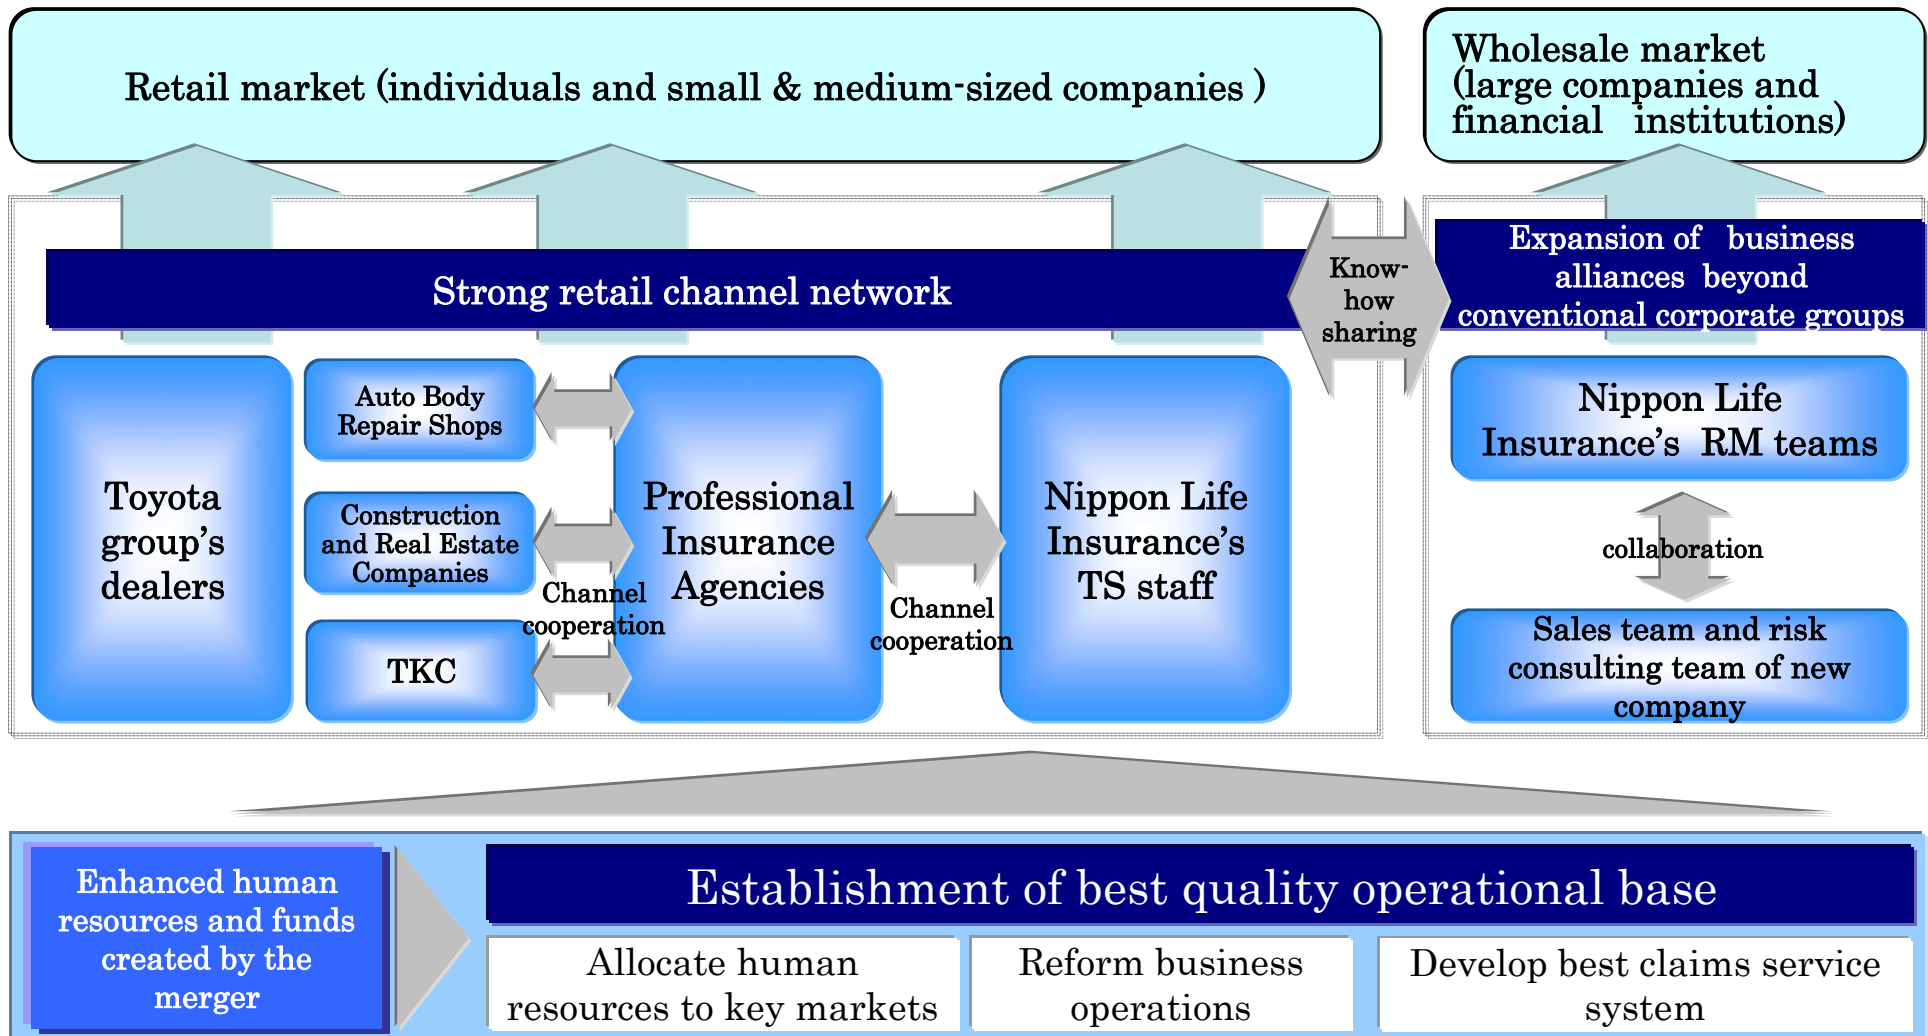 Retail market (individuals and small & medium-sized companies )
Wholesale market
(large companies and
financial institutions)
Strong retail channel network
Know-
how
sharing
Expansion of business
alliances beyond
conventional corporate groups
Toyota
group's
dealers
Auto Body
Repair Shops
Construction
and Real Estate
Companies
TKC
Channel
cooperation
Professional
Insurance
Agencies
Channel
cooperation
Nippon Life
Insurance's
TS staff
Nippon Life
Insurance's RM teams
collaboration
Sales team and risk
consulting team of new
company
Enhanced human
resources and funds
created by the
merger
Establishment of best quality operational base
Allocate human
resources to key markets
Reform business
operations
Develop best claims service
system